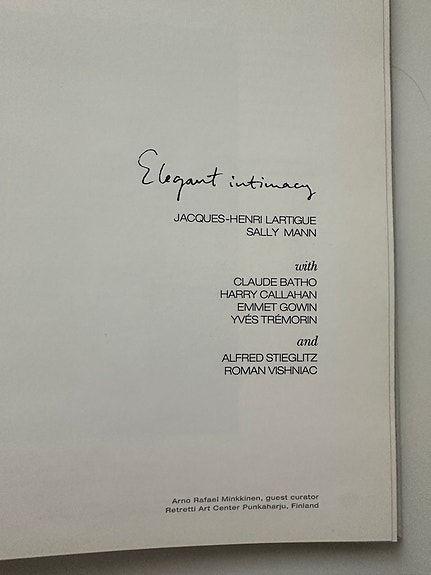 Elegant intimacy
JACQUES-HENRI LARTIGUE
SALLY MANN
with
CLAUDE BATHO
HARRY CALLAHAN
EMMET GOWIN
YVÉS TRÉMORIN
and
ALFRED STIEGLITZ
ROMAN VISHNIAC
Arno Rafael Minkkinen, guest curator
Retretti Art Center Punkaharju, Finland